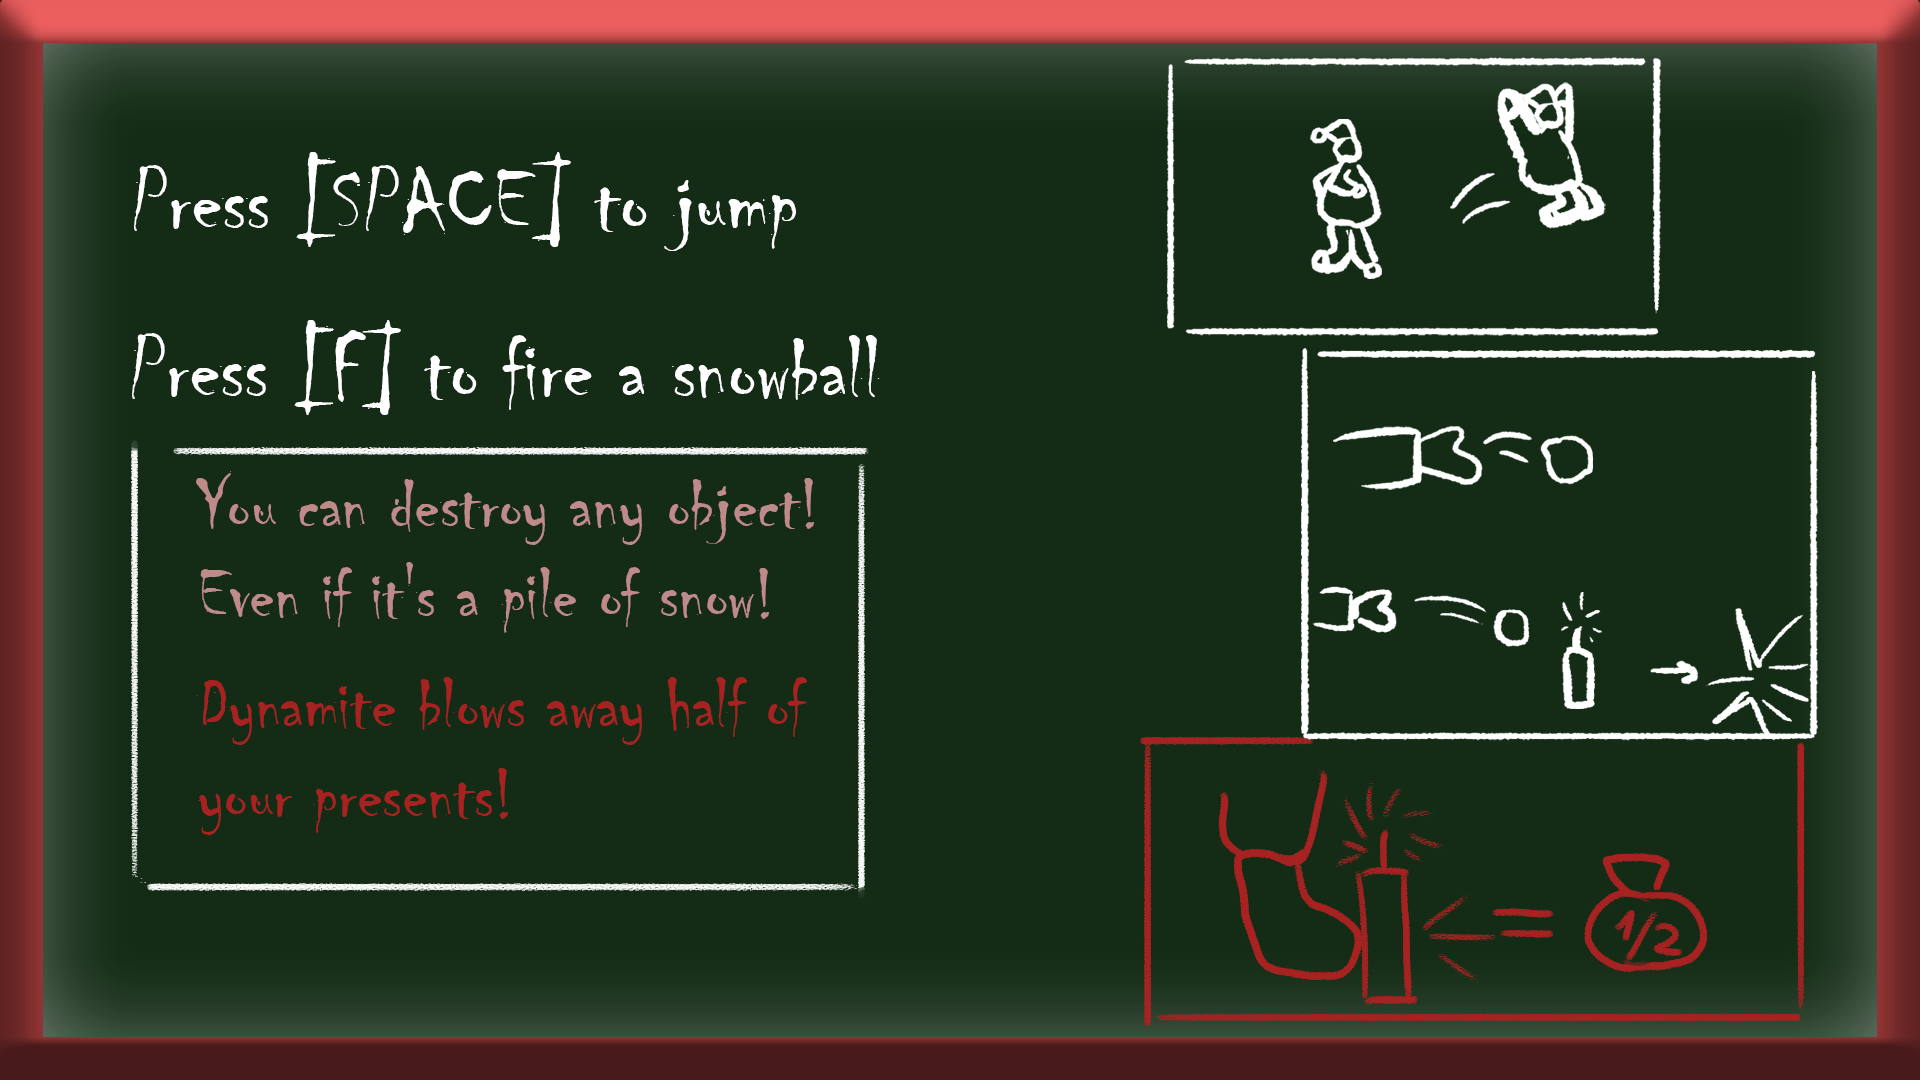 Press [SPACE] to jump
Press [F] to fire a snowball
You can destroy any object!
Even if it's a pile of snow!
Dynamite blows away half of
your presents!
1/2